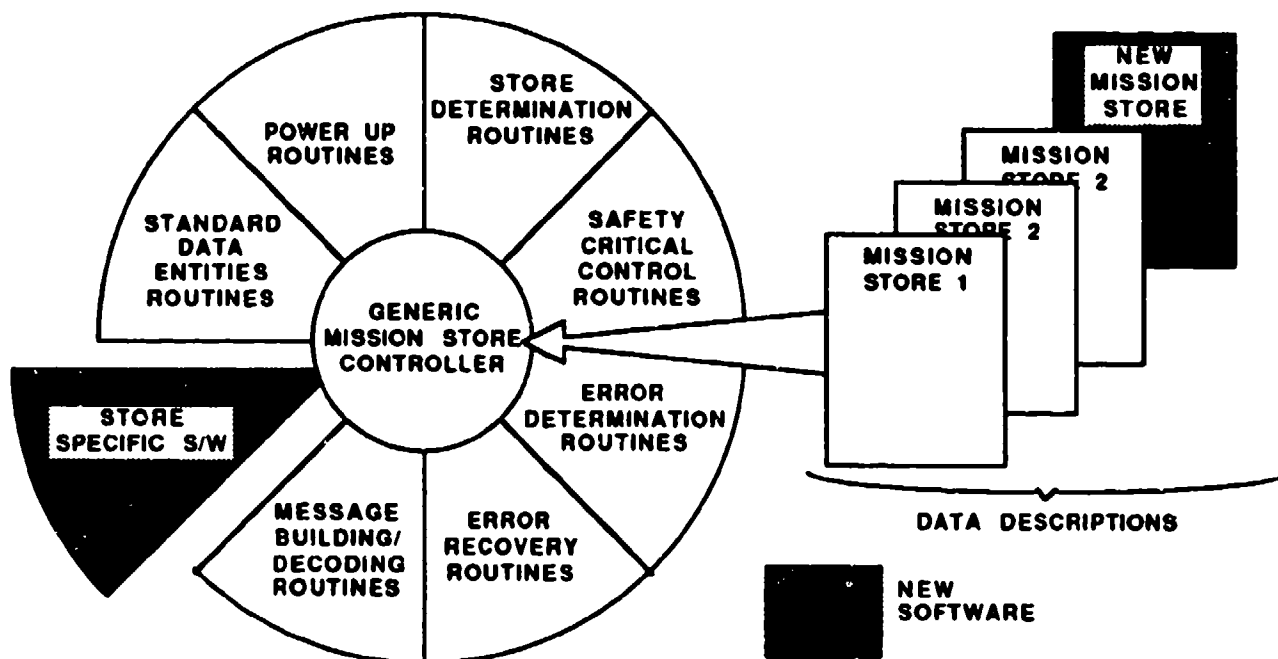 STORE
DETERMINATION
ROUTINES
POWER UP
ROUTINES
STANDARD
DATA
ENTITIES
ROUTINES
SAFETY
CRITICAL
CONTROL
ROUTINES
GENERIC
MISSION STORE
CONTROLLER
STORE
SPECIFIC S/W
ERROR
DETERMINATION
ROUTINES
MESSAGE
BUILDING/
DECODING
ROUTINES
ERROR
RECOVERY
ROUTINES
NEW
MISSION
STORE
MISSION
STORE 2
MISSION
STORE 2
MISSION
STORE 1
DATA DESCRIPTIONS
NEW
SOFTWARE